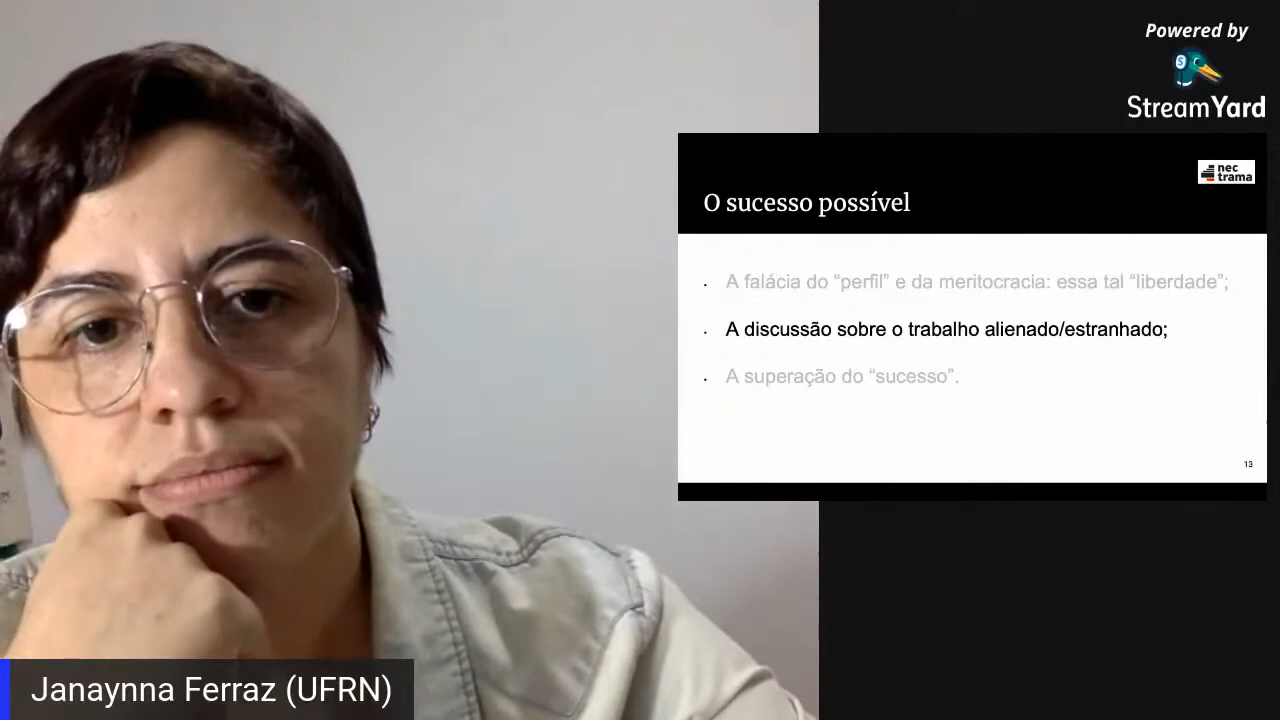 Powered by
StreamYard
nec
trama
O sucesso possível
A falácia do “perfil” e da meritocracia: essa tal “liberdade”;
A discussão sobre o trabalho alienado/estranhado;
A superação do “sucesso”.
13
Janaynna Ferraz (UFRN)